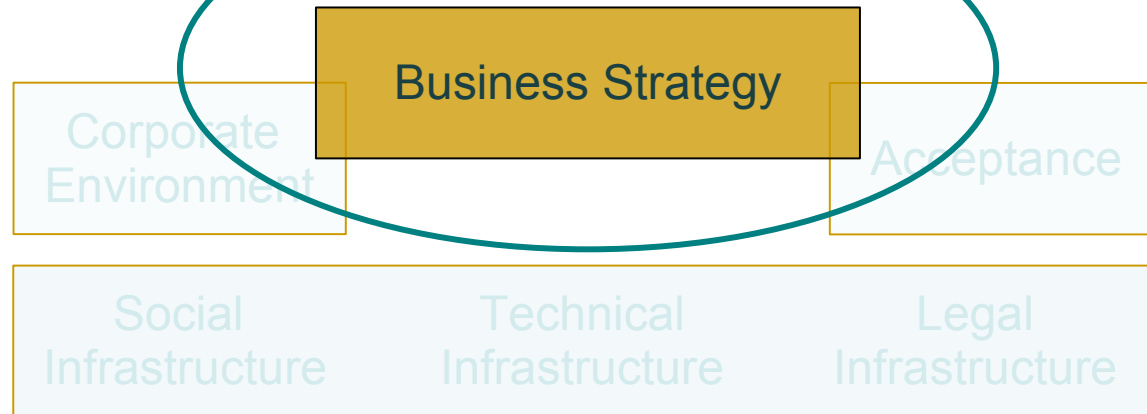 Business Strategy
Corporate
Environment
Acceptance
Social
Infrastructure
Technical
Infrastructure
Legal
Infrastructure